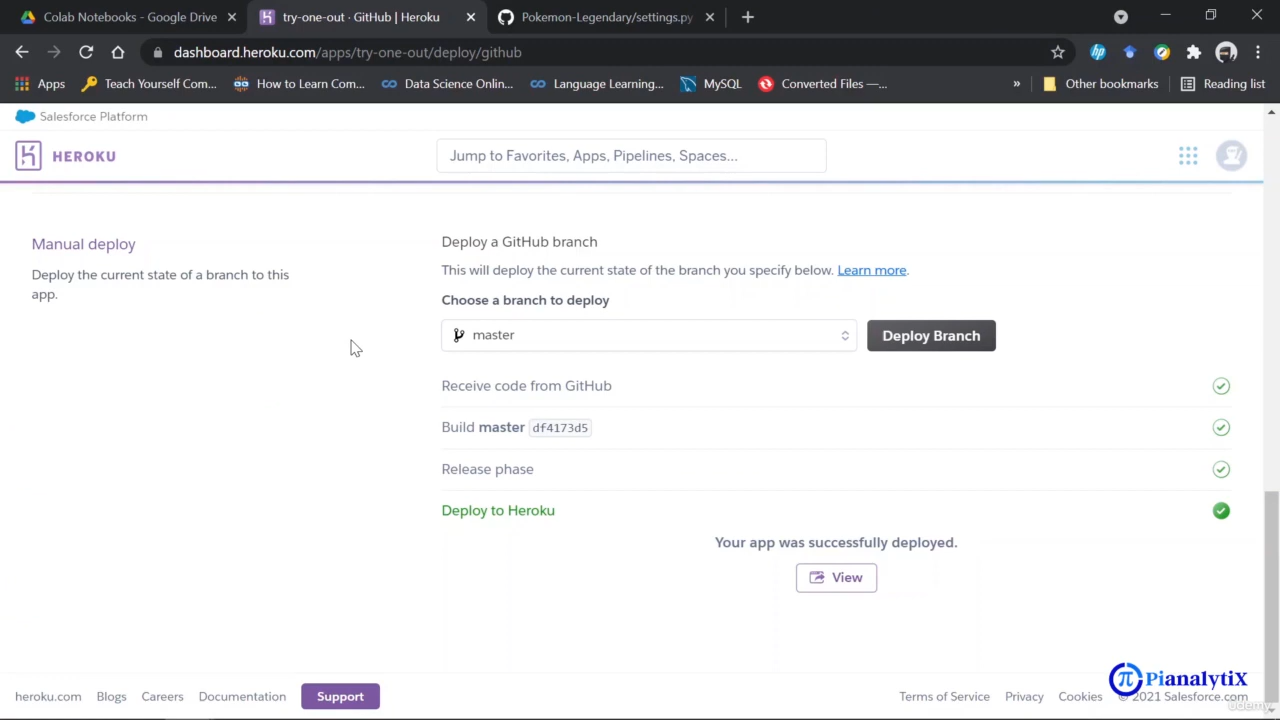 Colab Notebooks - Google Drive
try-one-out · GitHub | Heroku
Pokemon-Legendary/settings.py
dashboard.heroku.com/apps/try-one-out/deploy/github
Apps
Teach Yourself Com...
How to Learn Com...
Data Science Onlin...
Language Learning,...
MySQL
Converted Files —...
»
Other bookmarks
Reading list
Salesforce Platform
HEROKU
Jump to Favorites, Apps, Pipelines, Spaces...
Manual deploy
Deploy the current state of a branch to this
app.
Deploy a GitHub branch
This will deploy the current state of the branch you specify below. Learn more.
Choose a branch to deploy
master
Deploy Branch
Receive code from GitHub
Build master df4173d5
Release phase
Deploy to Heroku
Your app was successfully deployed.
View
heroku.com
Blogs
Careers
Documentation
Support
Terms of Service
Privacy
Cookies
© 2021 Salesforce.com
π PianalytiX
udemy